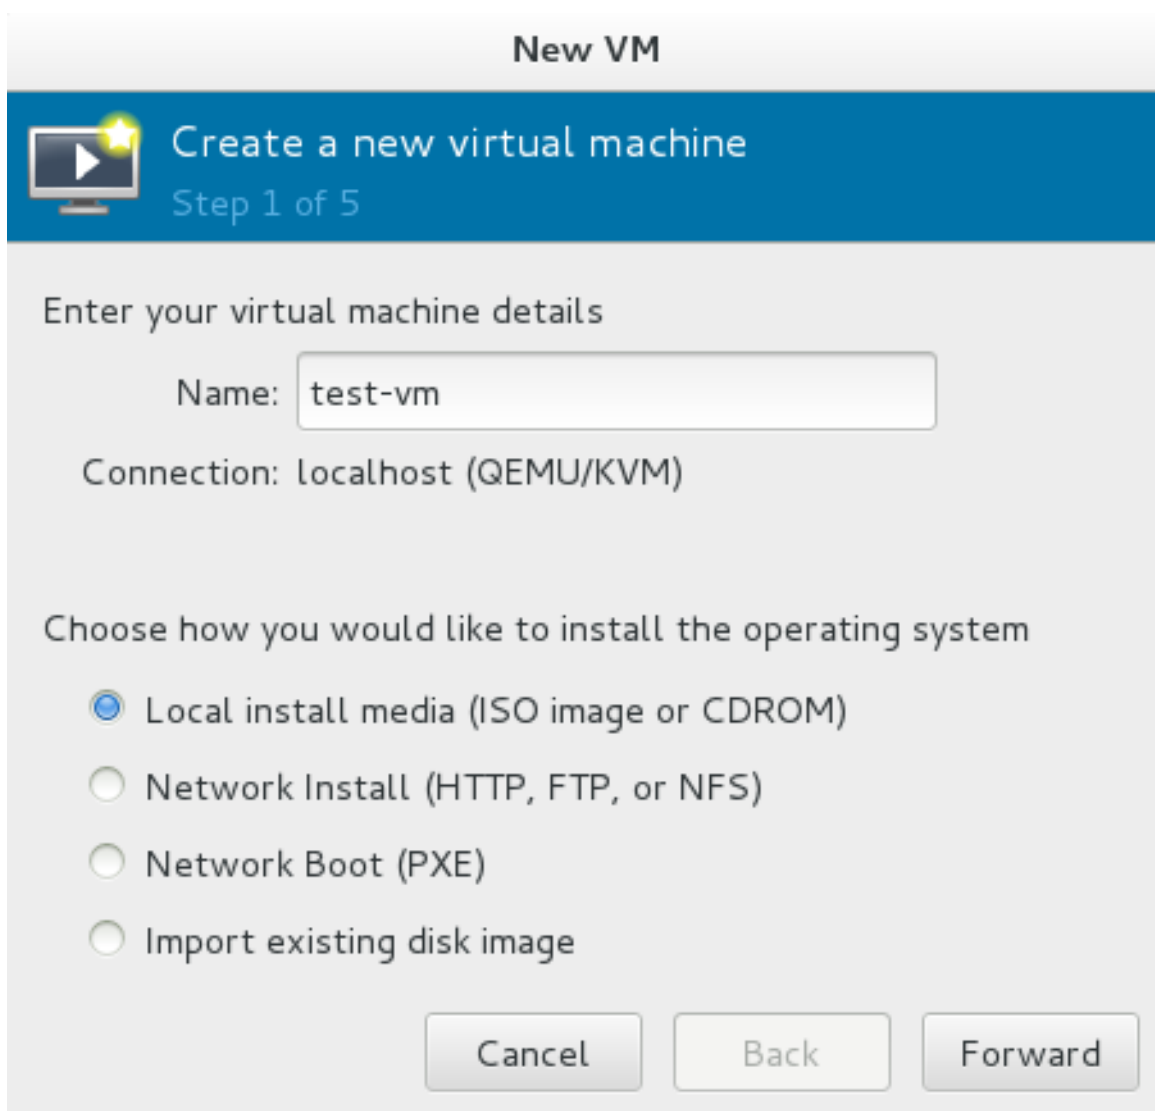 New VM
Create a new virtual machine
Step 1 of 5
Enter your virtual machine details
Name: test-vm
Connection: localhost (QEMU/KVM)
Choose how you would like to install the operating system
Local install media (ISO image or CDROM)
Network Install (HTTP, FTP, or NFS)
Network Boot (PXE)
Import existing disk image
Cancel Back Forward